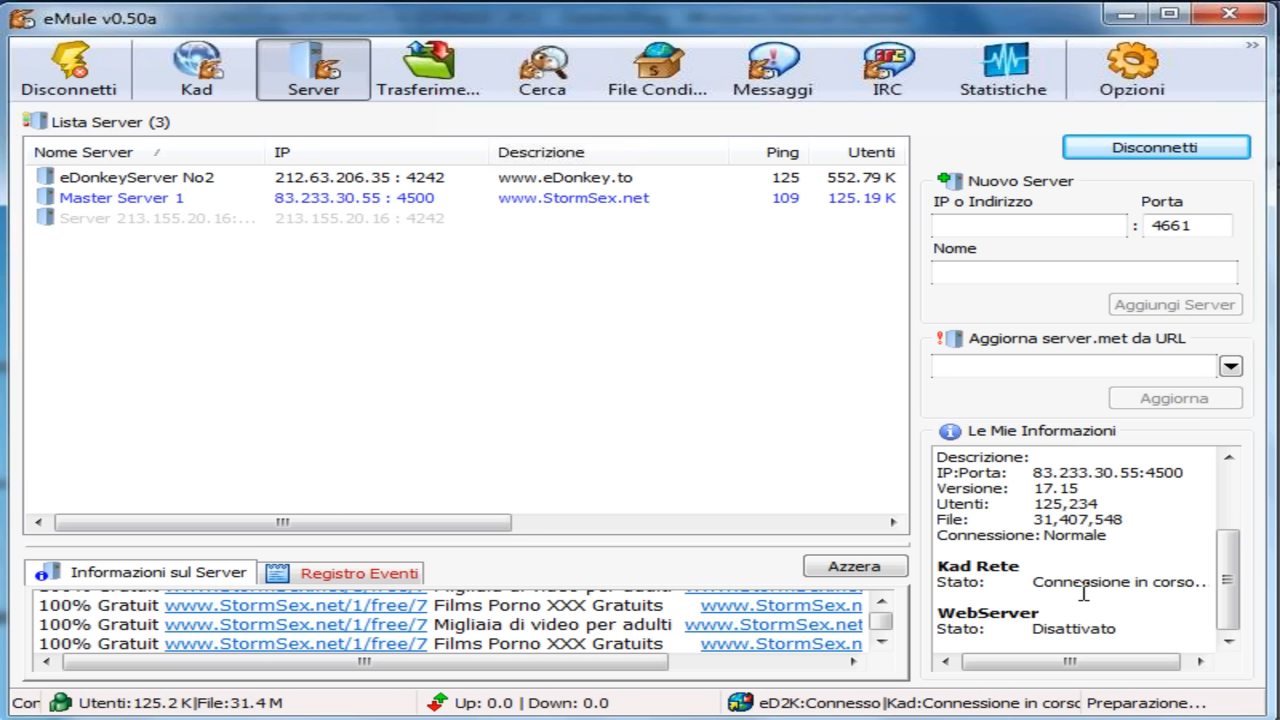 eMule v0.50a
Disconnetti Kad Server Trasferime... Cerca File Condi... Messaggi IRC Statistiche Opzioni
Lista Server (3)
Nome Server IP Descrizione Ping Utenti
eDonkeyServer No2 212.63.206.35 : 4242 www.eDonkey.to 125 552.79 K
Master Server 1 83.233.30.55 : 4500 www.StormSex.net 109 125.19 K
Server 213.155.20.16:... 213.155.20.16 : 4242
Disconnetti
Nuovo Server
IP o Indirizzo Porta
: 4661
Nome
Aggiungi Server
Aggiorna server.met da URL
Aggiorna
Le Mie Informazioni
Descrizione:
IP:Porta: 83.233.30.55:4500
Versione: 17.15
Utenti: 125,234
File: 31,407,548
Connessione: Normale
Kad Rete
Stato: Connessione in corso...
WebServer
Stato: Disattivato
Informazioni sul Server Registro Eventi Azzera
100% Gratuit www.StormSex.net/1/free/7 Films Porno XXX Gratuits www.StormSex.n
100% Gratuit www.StormSex.net/1/free/7 Migliaia di video per adulti www.StormSex.net
100% Gratuit www.StormSex.net/1/free/7 Films Porno XXX Gratuits www.StormSex.n
Con Utenti:125.2 K|File:31.4 M Up: 0.0 | Down: 0.0 eD2K:Connesso|Kad:Connessione in corso Preparazione...